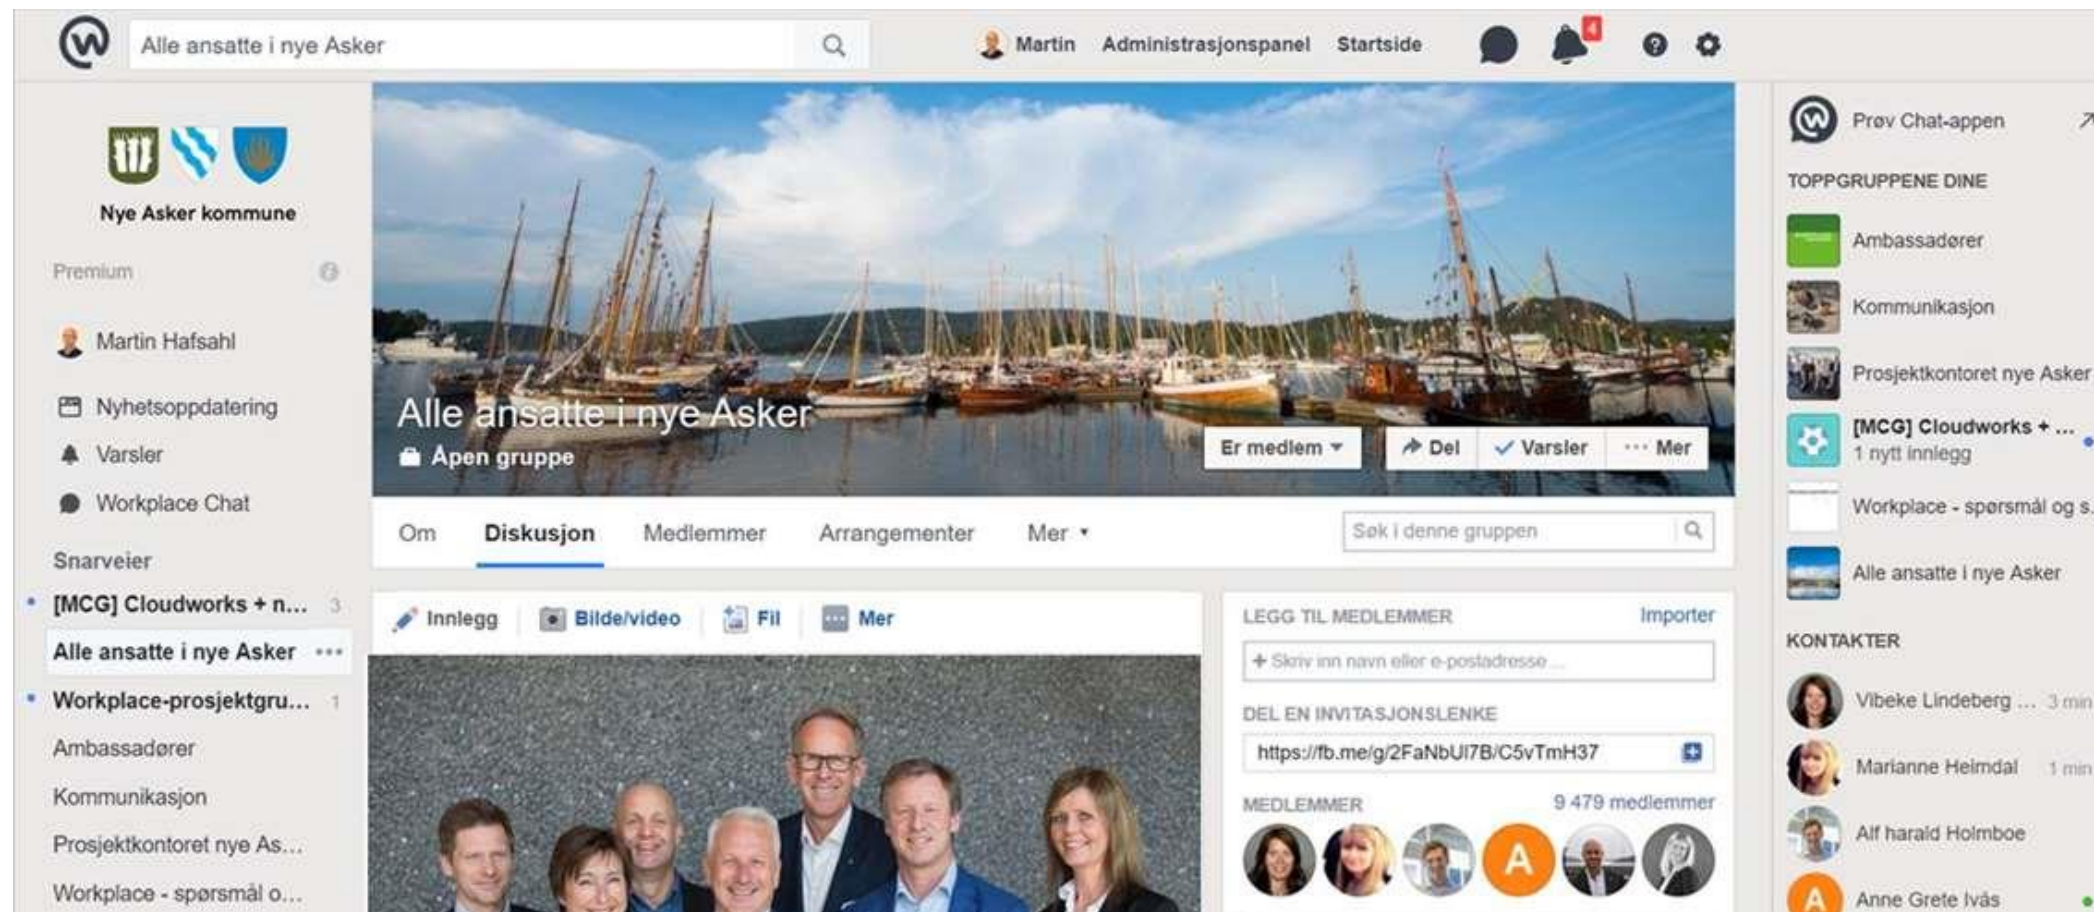 Alle ansatte i nye Asker
Martin Administrasjonspanel Startside 4
Nye Asker kommune
Premium
Martin Hafsahl
Nyhetsoppdatering
Varsler
Workplace Chat
Snarveier
[MCG] Cloudworks + n... 3
Alle ansatte i nye Asker
Workplace-prosjektgru... 1
Ambassadører
Kommunikasjon
Prosjektkontoret nye As...
Workplace - spørsmål o...
Alle ansatte i nye Asker
Åpen gruppe
Er medlem Del Varsler Mer
Om Diskusjon Medlemmer Arrangementer Mer
Søk i denne gruppen
Innlegg Bilde/video Fil Mer
LEGG TIL MEDLEMMER Importer
+ Skriv inn navn eller e-postadresse ...
DEL EN INVITASJONSLENKE
https://fb.me/g/2FaNbUl7B/C5vTmH37
MEDLEMMER 9 479 medlemmer
A
Prøv Chat-appen
TOPPGRUPPENE DINE
Ambassadører
Kommunikasjon
Prosjektkontoret nye Asker
[MCG] Cloudworks + ...
1 nytt innlegg
Workplace - spørsmål og s.
Alle ansatte i nye Asker
KONTAKTER
Vibeke Lindeberg ... 3 min
Marianne Heimdal 1 min
Alf harald Holmboe
A Anne Grete Ivås